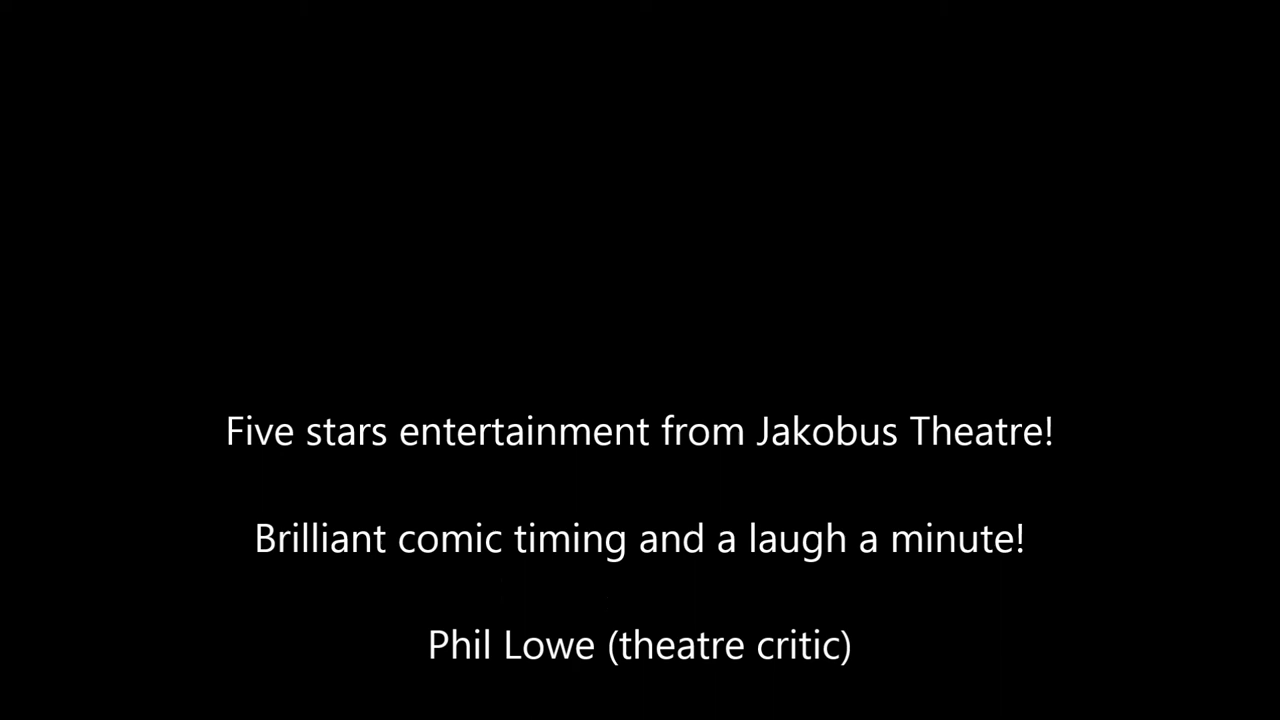 Five stars entertainment from Jakobus Theatre!
Brilliant comic timing and a laugh a minute!
Phil Lowe (theatre critic)